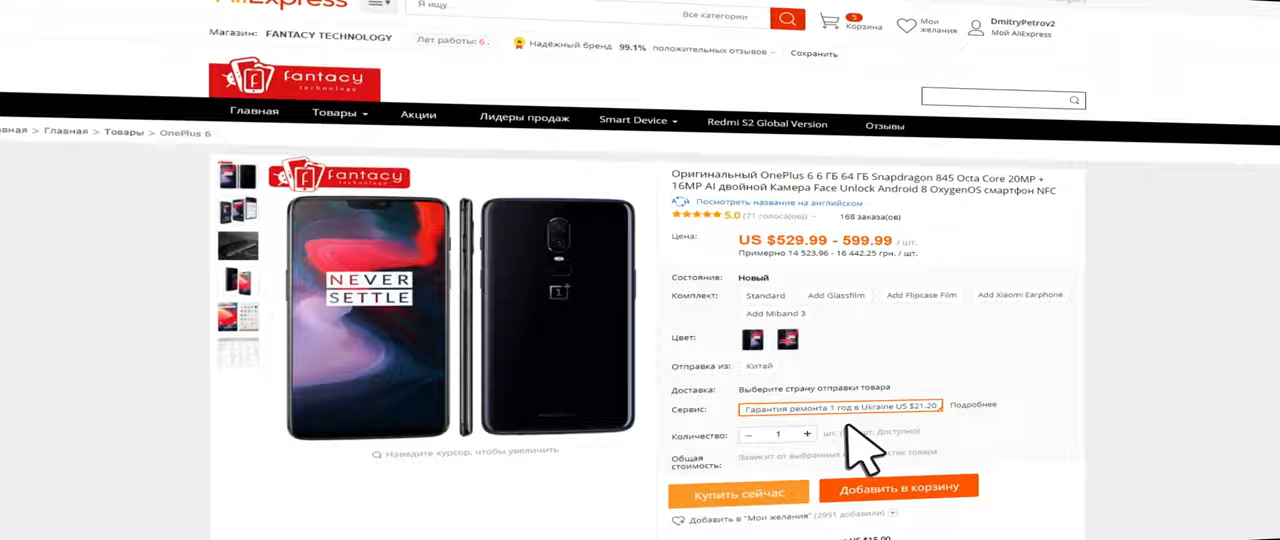 AliExpress
Я ищу...
Все категории
5
Корзина
Мои
желания
DmitryPetrov2
Мой AliExpress
Магазин: FANTACY TECHNOLOGY
Лет работы: 6
Надёжный бренд 99.1% положительных отзывов
Сохранить
fantacy
technology
Главная Товары Акции Лидеры продаж Smart Device Redmi S2 Global Version Отзывы
вная > Главная > Товары > OnePlus 6
fantacy
technology
NEVER
SETTLE
Наведите курсор, чтобы увеличить
Оригинальный OnePlus 6 6 ГБ 64 ГБ Snapdragon 845 Octa Core 20MP +
16MP AI двойной Камера Face Unlock Android 8 OxygenOS смартфон NFC
Посмотреть название на английском
5.0 (71 голоса(ов)) 168 заказа(ов)
Цена: US $529.99 - 599.99 / шт.
Примерно 14 523.96 - 16 442.25 грн. / шт.
Состояние: Новый
Комплект: Standard Add Glassfilm Add Flipcase Film Add Xiaomi Earphone
Add Miband 3
Цвет:
Отправка из: Китай
Доставка: Выберите страну отправки товара
Сервис: Гарантия ремонта 1 год в Ukraine US $21.20 Подробнее
Количество: – 1 + шт. Доступно)
Общая
стоимость: Зависит от выбранных товара
Купить сейчас Добавить в корзину
Добавить в "Мои желания" (2991 добавили)
US $15.00